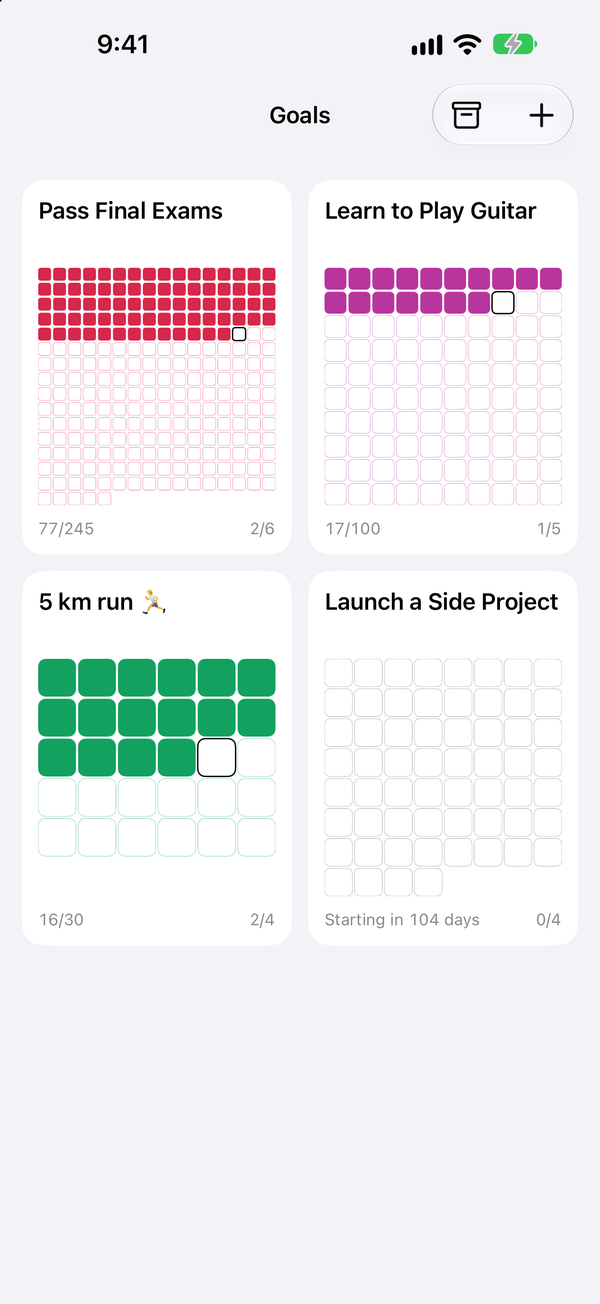 9:41
Goals
Pass Final Exams
77/245 2/6
Learn to Play Guitar
17/100 1/5
5 km run 🏃
16/30 2/4
Launch a Side Project
Starting in 104 days 0/4